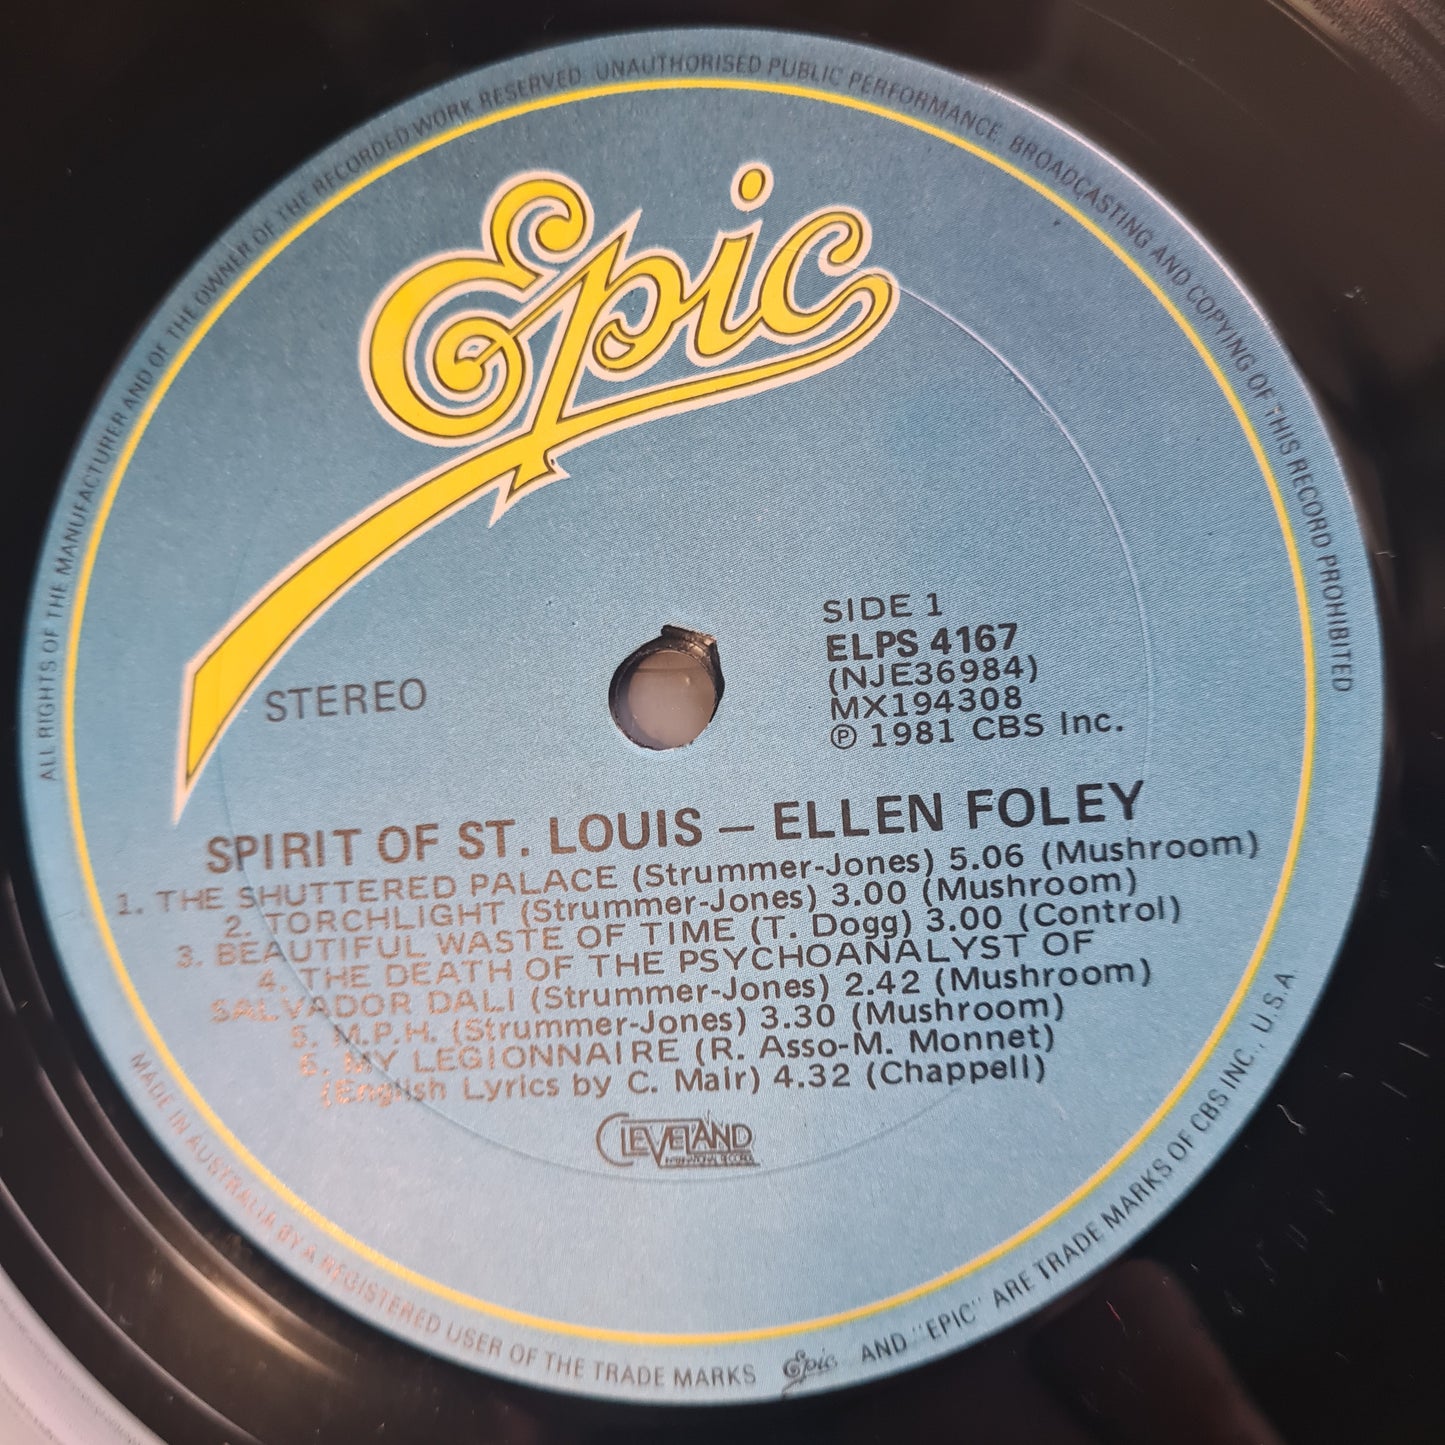 ALL RIGHTS OF THE MANUFACTURER AND OF THE OWNER OF THE RECORDED WORK RESERVED. UNAUTHORISED PUBLIC PERFORMANCE. BROADCASTING AND COPYING OF THIS RECORD PROHIBITED
Epic
SIDE 1
ELPS 4167
(NJE36984)
MX194308
℗ 1981 CBS Inc.
STEREO
SPIRIT OF ST. LOUIS — ELLEN FOLEY
1. THE SHUTTERED PALACE (Strummer-Jones) 5.06 (Mushroom)
2. TORCHLIGHT (Strummer-Jones) 3.00 (Mushroom)
3. BEAUTIFUL WASTE OF TIME (T. Dogg) 3.00 (Control)
4. THE DEATH OF THE PSYCHOANALYST OF
SALVADOR DALI (Strummer-Jones) 2.42 (Mushroom)
5. M.P.H. (Strummer-Jones) 3.30 (Mushroom)
6. MY LEGIONNAIRE (R. Asso-M. Monnet)
(English Lyrics by C. Mair) 4.32 (Chappell)
CLEVELAND
INTERNATIONAL RECORDS
MADE IN AUSTRALIA BY A REGISTERED USER OF THE TRADE MARKS Epic AND "EPIC" ARE TRADE MARKS OF CBS INC., U.S.A